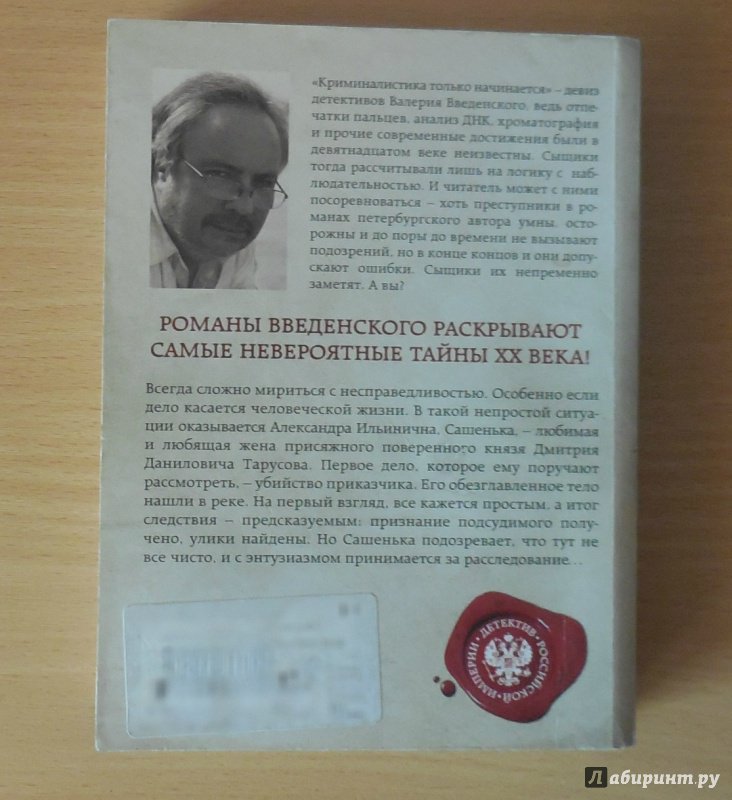 «Криминалистика только начинается» – девиз
детективов Валерия Введенского, ведь отпе-
чатки пальцев, анализ ДНК, хроматография
и прочие современные достижения были в
девятнадцатом веке неизвестны. Сыщики
тогда рассчитывали лишь на логику с наб-
людательностью. И читатель может с ними
посоревноваться – хоть преступники в ро-
манах петербургского автора умны, осто-
рожны и до поры до времени не вызывают
подозрений, но в конце концов и они допу-
скают ошибки. Сыщики их непременно
заметят. А вы?
РОМАНЫ ВВЕДЕНСКОГО РАСКРЫВАЮТ
САМЫЕ НЕВЕРОЯТНЫЕ ТАЙНЫ XX ВЕКА!
Всегда сложно мириться с несправедливостью. Особенно если
дело касается человеческой жизни. В такой непростой ситуа-
ции оказывается Александра Ильинична, Сашенька, – любимая
и любящая жена присяжного поверенного князя Дмитрия
Даниловича Тарусова. Первое дело, которое ему поручают
рассмотреть, – убийство приказчика. Его обезглавленное тело
нашли в реке. На первый взгляд, все кажется простым, а итог
следствия – предсказуемым: признание подсудимого полу-
чено, улики найдены. Но Сашенька подозревает, что тут не
все чисто, и с энтузиазмом принимается за расследование...
ДЕТЕКТИВ • РОССИЙСКОЙ • ИМПЕРИИ •
Лабиринт.ру